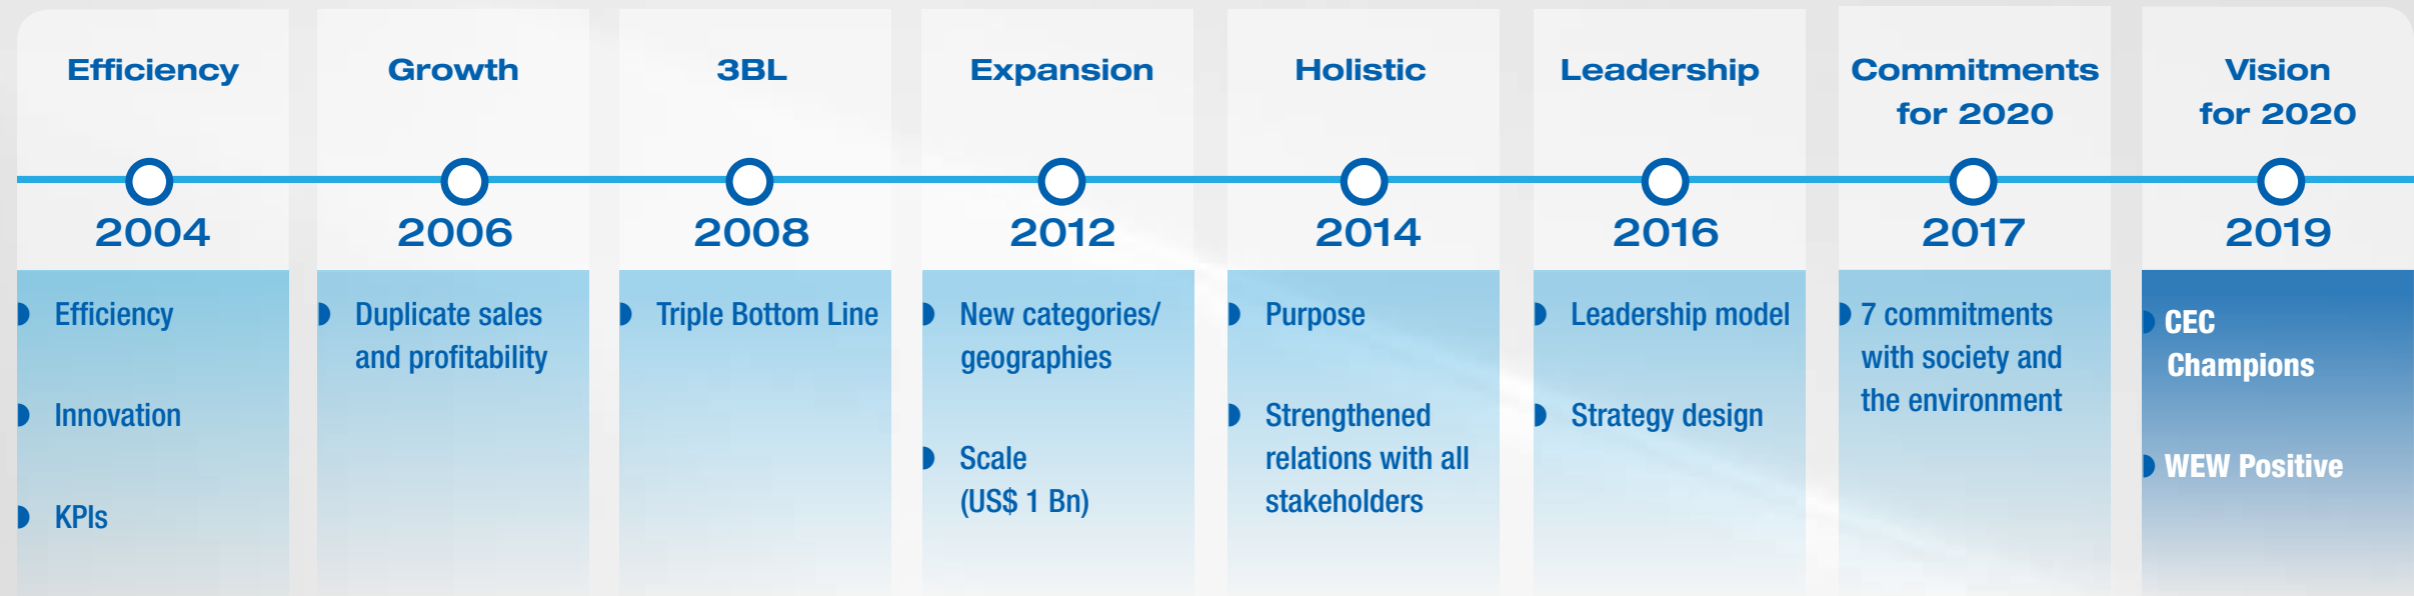 Efficiency
2004
Efficiency
Innovation
KPIs
Growth
2006
Duplicate sales
and profitability
3BL
2008
Triple Bottom Line
Expansion
2012
New categories/
geographies
Scale
(US$ 1 Bn)
Holistic
2014
Purpose
Strengthened
relations with all
stakeholders
Leadership
2016
Leadership model
Strategy design
Commitments
for 2020
2017
7 commitments
with society and
the environment
Vision
for 2020
2019
CEC
Champions
WEW Positive